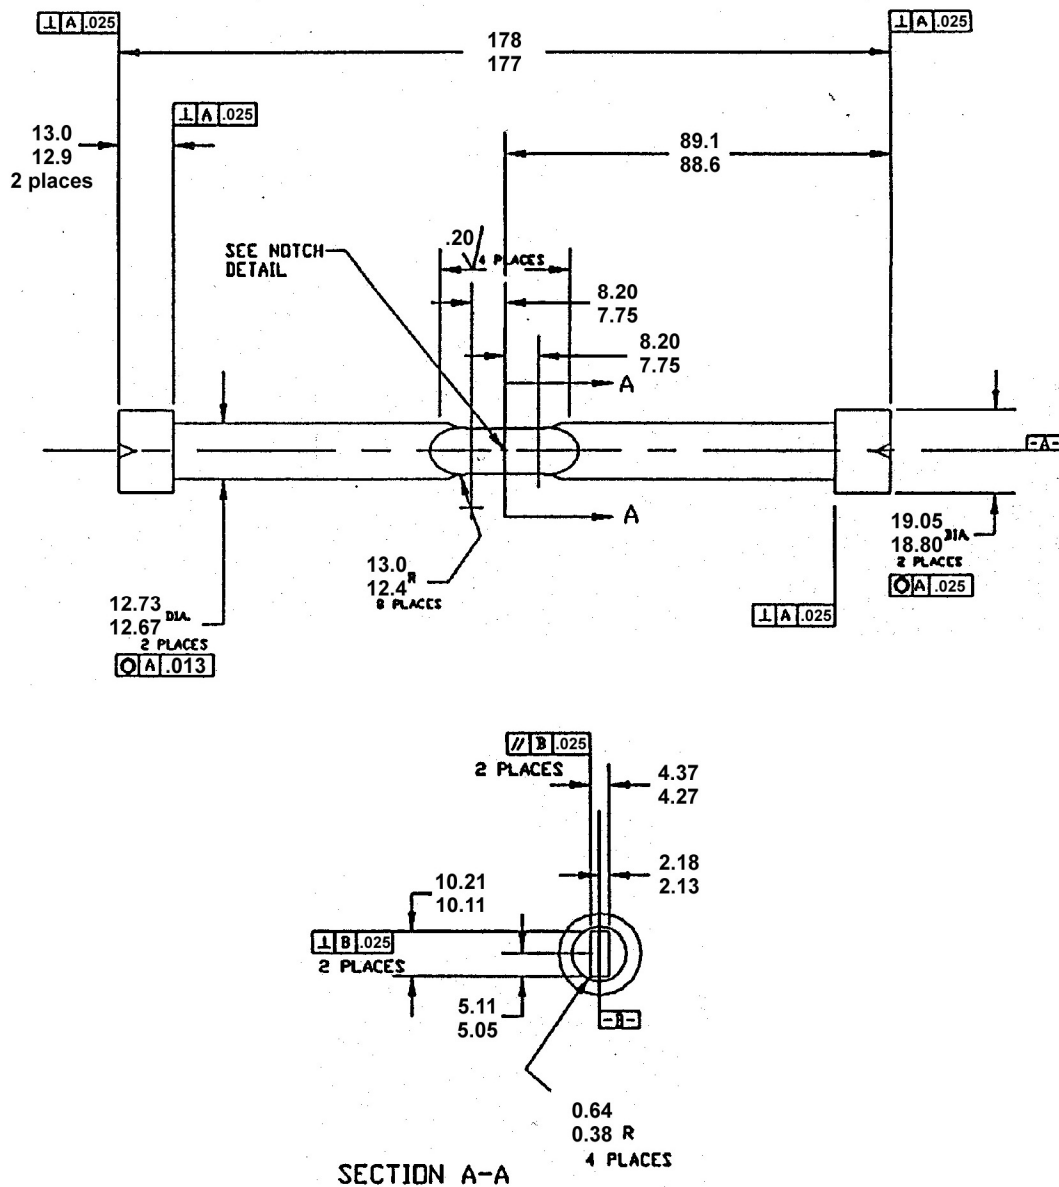 ⊥ A .025
⊥ A .025
178
177
⊥ A .025
13.0
12.9
2 places
89.1
88.6
.20
4 PLACES
SEE NOTCH
DETAIL
8.20
7.75
8.20
7.75
A
-A-
A
13.0
12.4 R
8 PLACES
19.05
18.80 DIA.
2 PLACES
A .025
12.73
12.67 DIA.
2 PLACES
A .013
⊥ A .025
// B .025
2 PLACES
4.37
4.27
2.18
2.13
10.21
10.11
⊥ B .025
2 PLACES
5.11
5.05
-B-
0.64
0.38 R
4 PLACES
SECTION A-A